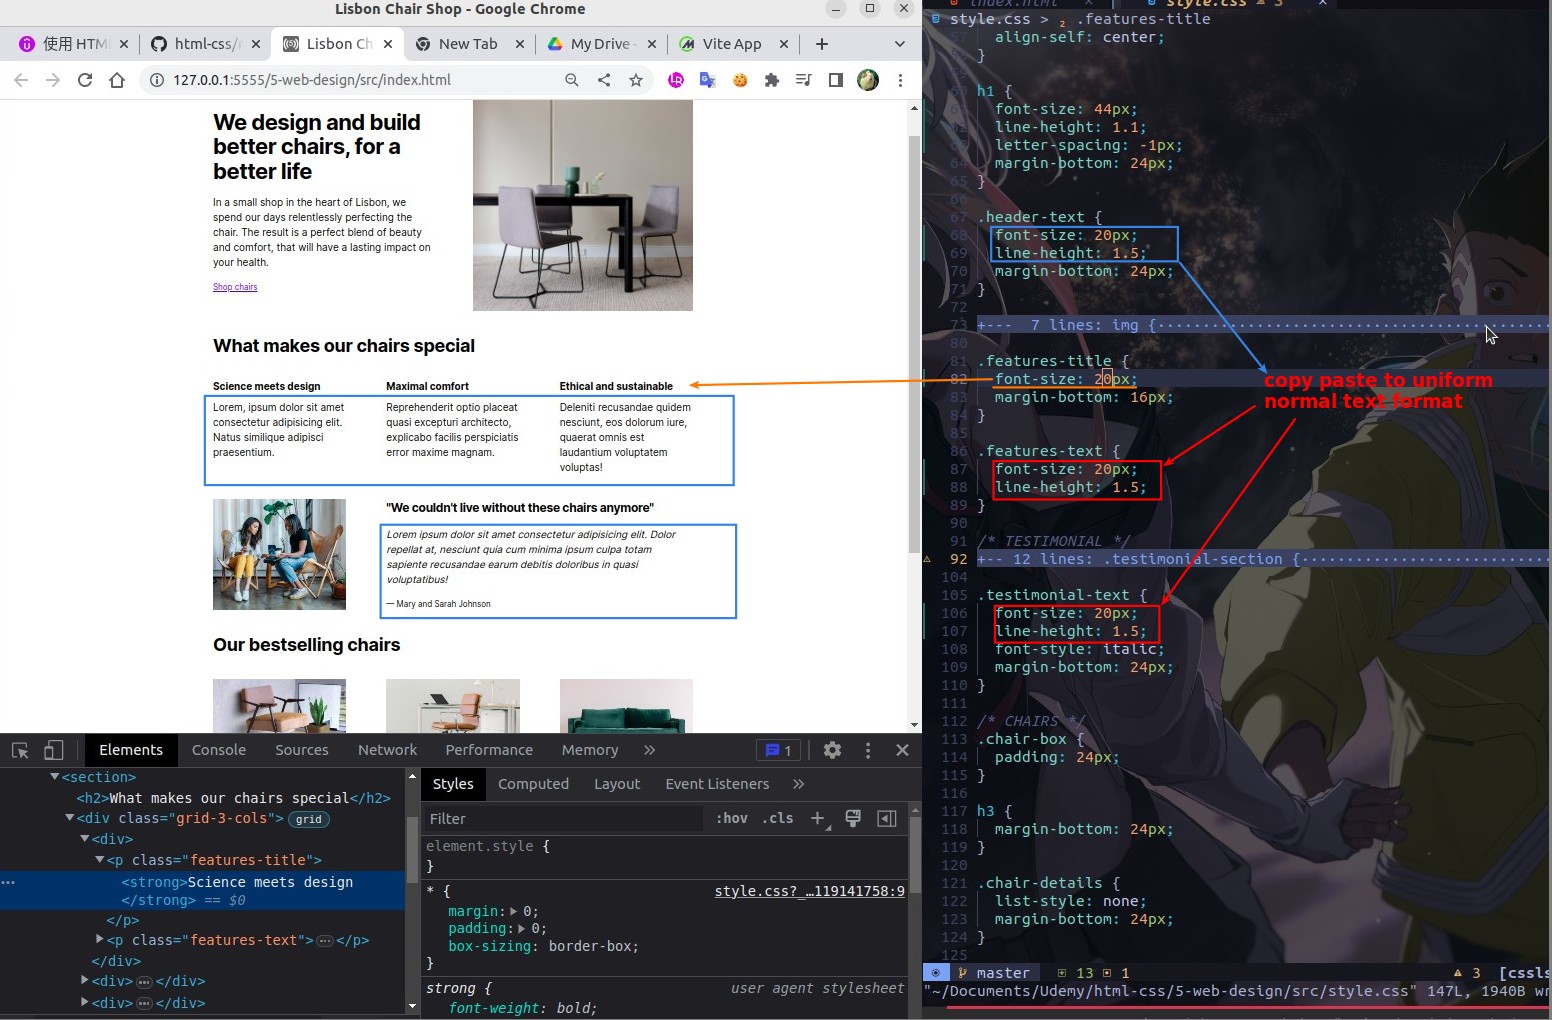 Lisbon Chair Shop - Google Chrome
使用 HTM
html-css/r
Lisbon Ch
New Tab
My Drive -
Vite App
127.0.0.1:5555/5-web-design/src/index.html
We design and build
better chairs, for a
better life
In a small shop in the heart of Lisbon, we
spend our days relentlessly perfecting the
chair. The result is a perfect blend of beauty
and comfort, that will have a lasting impact on
your health.
Shop chairs
What makes our chairs special
Science meets design
Lorem, ipsum dolor sit amet
consectetur adipisicing elit.
Natus similique adipisci
praesentium.
Maximal comfort
Reprehenderit optio placeat
quasi excepturi architecto,
explicabo facilis perspiciatis
error maxime magnam.
Ethical and sustainable
Deleniti recusandae quidem
nesciunt, eos dolorum iure,
quaerat omnis est
laudantium voluptatem
voluptas!
"We couldn't live without these chairs anymore"
Lorem ipsum dolor sit amet consectetur adipisicing elit. Dolor
repellat at, nesciunt quia cum minima ipsum culpa totam
sapiente recusandae earum debitis doloribus in quasi
voluptatibus!
— Mary and Sarah Johnson
Our bestselling chairs
Elements Console Sources Network Performance Memory » 1
<section>
<h2>What makes our chairs special</h2>
<div class="grid-3-cols"> grid
<div>
<p class="features-title">
<strong>Science meets design
</strong> == $0
</p>
<p class="features-text">…</p>
</div>
<div>…</div>
<div>…</div>
Styles Computed Layout Event Listeners »
Filter :hov .cls +
element.style {
}
* { style.css?_…119141758:9
margin: 0;
padding: 0;
box-sizing: border-box;
}
strong { user agent stylesheet
font-weight: bold;
index.html style.css 3
style.css > .features-title
57 align-self: center;
}
h1 {
font-size: 44px;
line-height: 1.1;
letter-spacing: -1px;
64 margin-bottom: 24px;
65 }
66
67 .header-text {
68 font-size: 20px;
69 line-height: 1.5;
70 margin-bottom: 24px;
71 }
72
73 +--- 7 lines: img {
80
81 .features-title {
82 font-size: 20px;
83 margin-bottom: 16px;
84 }
85
86 .features-text {
87 font-size: 20px;
88 line-height: 1.5;
89 }
90
91 /* TESTIMONIAL */
92 +-- 12 lines: .testimonial-section {
104
105 .testimonial-text {
106 font-size: 20px;
107 line-height: 1.5;
108 font-style: italic;
109 margin-bottom: 24px;
110 }
111
112 /* CHAIRS */
113 .chair-box {
114 padding: 24px;
115 }
116
117 h3 {
118 margin-bottom: 24px;
119 }
120
121 .chair-details {
122 list-style: none;
123 margin-bottom: 24px;
124 }
125
copy paste to uniform
normal text format
master 13 1 3 [cssls
"~/Documents/Udemy/html-css/5-web-design/src/style.css" 147L, 1940B wr